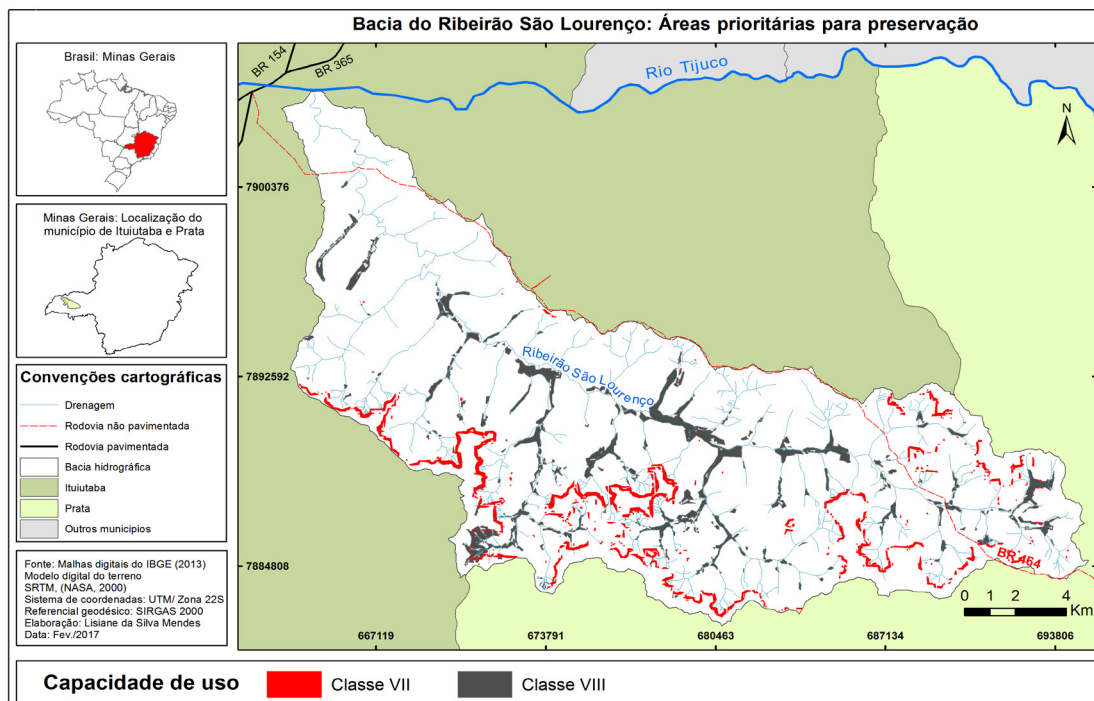 Bacia do Ribeirão São Lourenço: Áreas prioritárias para preservação
Brasil: Minas Gerais
Minas Gerais: Localização do
município de Ituiutaba e Prata
Convenções cartográficas
Drenagem
Rodovia não pavimentada
Rodovia pavimentada
Bacia hidrográfica
Ituiutaba
Prata
Outros municipios
Fonte: Malhas digitais do IBGE (2013)
Modelo digital do terreno
SRTM, (NASA, 2000)
Sistema de coordenadas: UTM/ Zona 22S
Referencial geodésico: SIRGAS 2000
Elaboração: Lisiane da Silva Mendes
Data: Fev./2017
BR 154
BR 365
Rio Tijuco
N
7900376
7892592
7884808
Ribeirão São Lourenço
BR 464
0 1 2 4
Km
667119 673791 680463 687134 693806
Capacidade de uso Classe VII Classe VIII